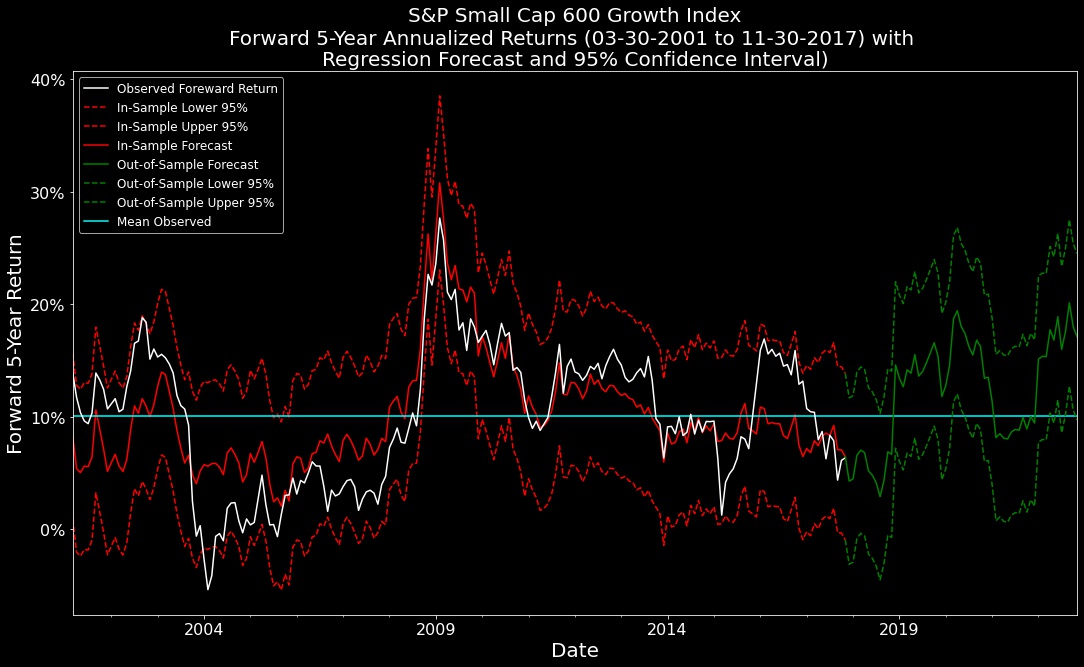 S&P Small Cap 600 Growth Index
Forward 5-Year Annualized Returns (03-30-2001 to 11-30-2017) with
Regression Forecast and 95% Confidence Interval)
40%
30%
20%
10%
0%
Forward 5-Year Return
Observed Foreward Return
In-Sample Lower 95%
In-Sample Upper 95%
In-Sample Forecast
Out-of-Sample Forecast
Out-of-Sample Lower 95%
Out-of-Sample Upper 95%
Mean Observed
2004
2009
2014
2019
Date